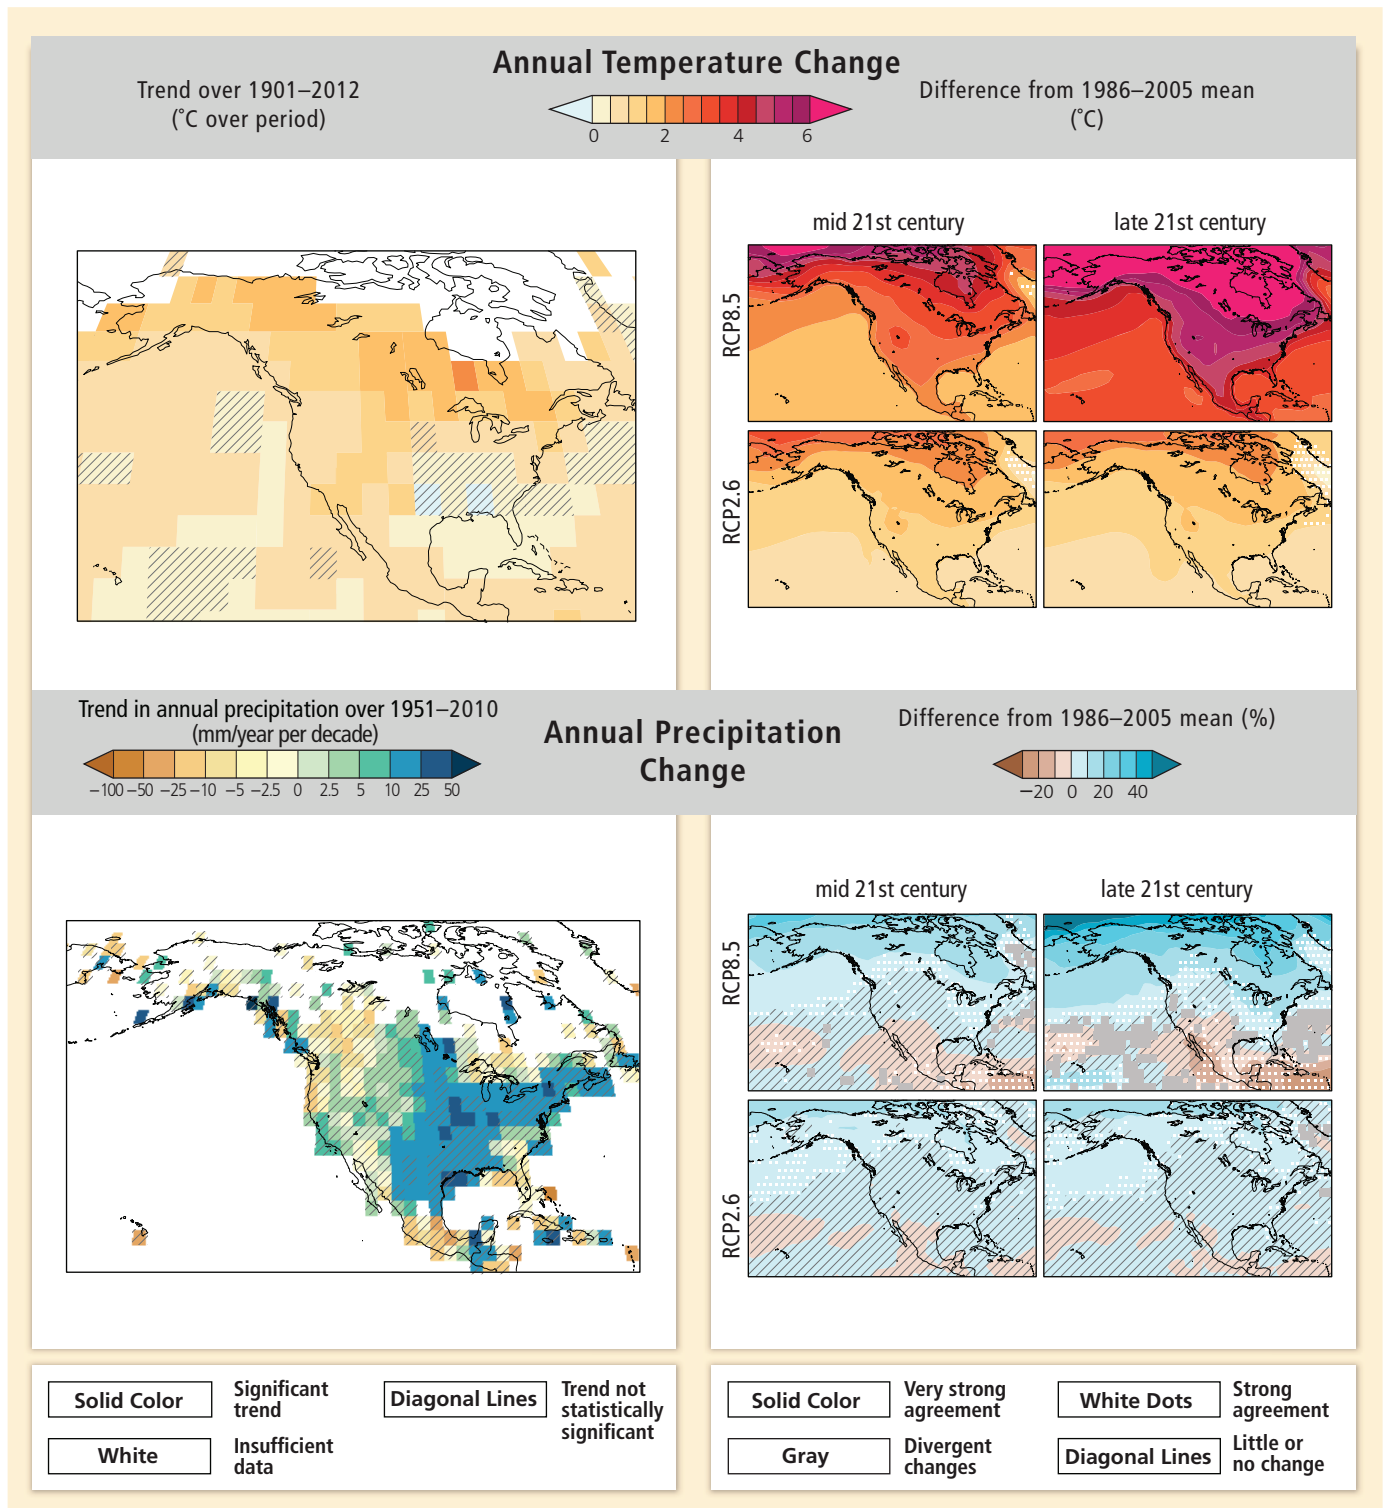 Annual Temperature Change
Trend over 1901–2012
(˚C over period)
0 2 4 6
Difference from 1986–2005 mean
(˚C)
mid 21st century
late 21st century
RCP8.5
RCP2.6
Trend in annual precipitation over 1951–2010
(mm/year per decade)
−100 −50 −25 −10 −5 −2.5 0 2.5 5 10 25 50
Annual Precipitation
Change
Difference from 1986–2005 mean (%)
−20 0 20 40
mid 21st century
late 21st century
RCP8.5
RCP2.6
Solid Color
Significant
trend
Diagonal Lines
Trend not
statistically
significant
White
Insufficient
data
Solid Color
Very strong
agreement
White Dots
Strong
agreement
Gray
Divergent
changes
Diagonal Lines
Little or
no change